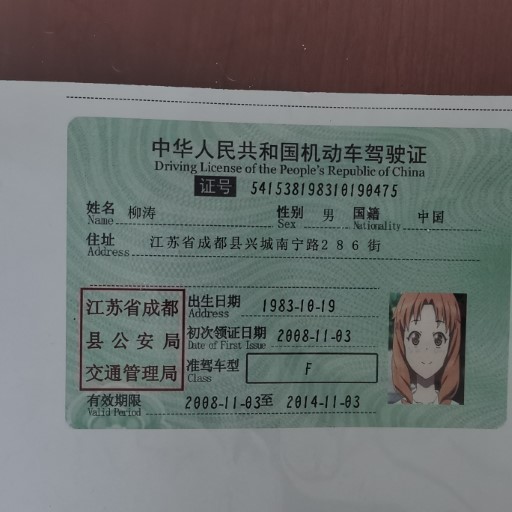 中华人民共和国机动车驾驶证
Driving License of the People's Republic of China
证号 541538198310190475
姓名 柳涛 性别 男 国籍 中国
Name Sex Nationality
住址 江苏省成都县兴城南宁路286街
Address
江苏省成都
县公安局
交通管理局
出生日期 1983-10-19
Address
初次领证日期 2008-11-03
Date of First Issue
准驾车型 F
Class
有效期限 2008-11-03至 2014-11-03
Valid Period